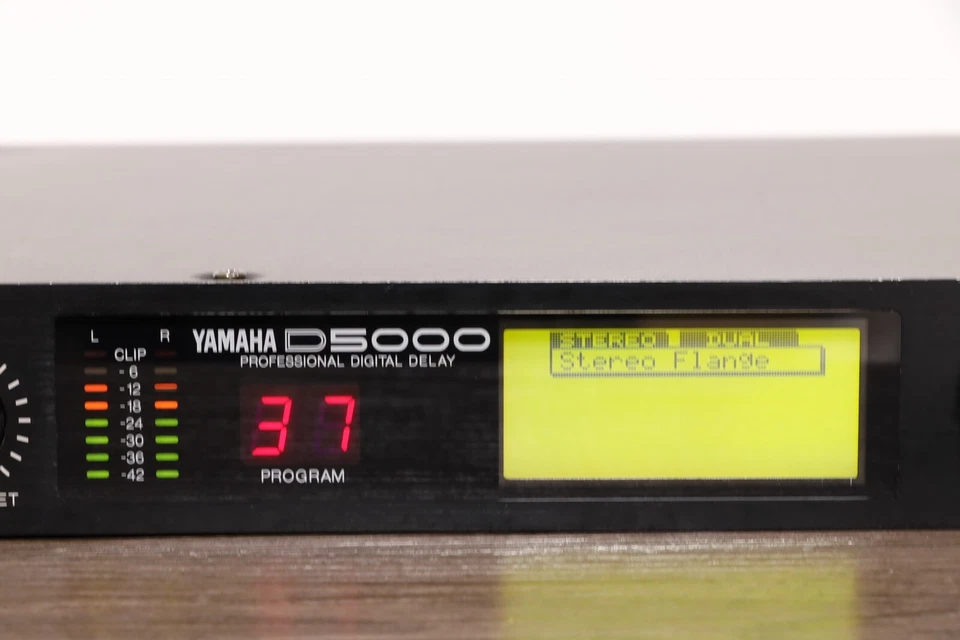 L R
YAMAHA D5000
PROFESSIONAL DIGITAL DELAY
CLIP
-6
-12
-18
-24
-30
-36
-42
37
PROGRAM
STEREO DUAL
Stereo Flange
ET